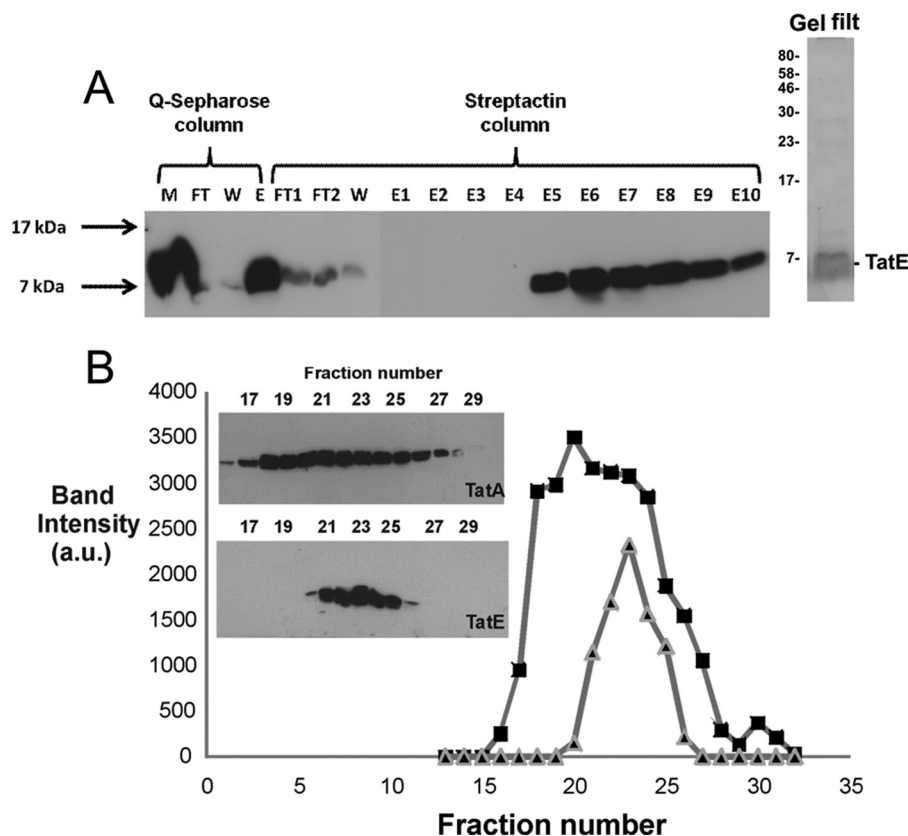 A
Q-Sepharose
column
Streptactin
column
M FT W E FT1 FT2 W E1 E2 E3 E4 E5 E6 E7 E8 E9 E10
17 kDa
7 kDa
Gel filt
80-
58-
46-
30-
23-
17-
7-
- TatE
B
Fraction number
17 19 21 23 25 27 29
TatA
17 19 21 23 25 27 29
TatE
Band
Intensity
(a.u.)
4000
3500
3000
2500
2000
1500
1000
500
0
0 5 10 15 20 25 30 35
Fraction number